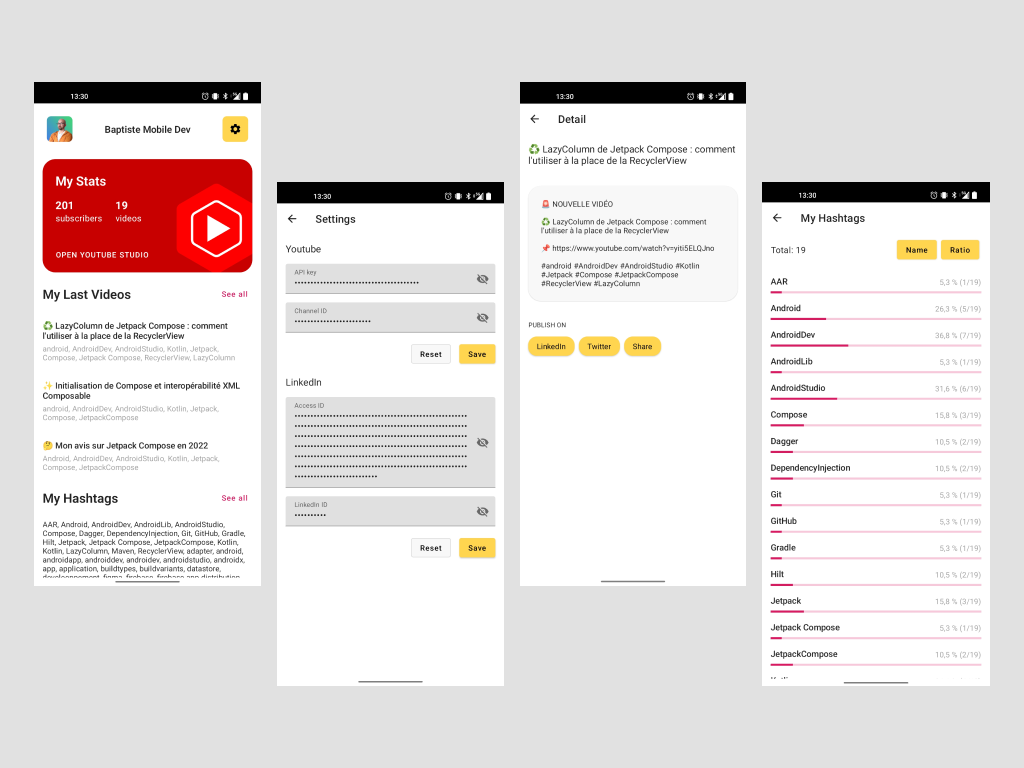 13:30
Baptiste Mobile Dev
My Stats
201
19
subscribers
videos
OPEN YOUTUBE STUDIO
My Last Videos
See all
♻️ LazyColumn de Jetpack Compose : comment
l'utiliser à la place de la RecyclerView
android, AndroidDev, AndroidStudio, Kotlin, Jetpack,
Compose, Jetpack Compose, RecyclerView, LazyColumn
✨ Initialisation de Compose et interopérabilité XML
Composable
android, AndroidDev, AndroidStudio, Kotlin, Jetpack,
Compose, JetpackCompose
🤔 Mon avis sur Jetpack Compose en 2022
Android, AndroidDev, AndroidStudio, Kotlin, Jetpack,
Compose, JetpackCompose
My Hashtags
See all
AAR, Android, AndroidDev, AndroidLib, AndroidStudio,
Compose, Dagger, DependencyInjection, Git, GitHub, Gradle,
Hilt, Jetpack, Jetpack Compose, JetpackCompose, Kotlin,
Kotlin, LazyColumn, Maven, RecyclerView, adapter, android,
androidapp, androiddev, androidev, androidstudio, androidx,
app, application, buildtypes, buildvariants, datastore,
developpement, figma, firebase, firebase app distribution,
13:30
Settings
Youtube
API key
Channel ID
Reset
Save
LinkedIn
Access ID
LinkedIn ID
Reset
Save
13:30
Detail
♻️ LazyColumn de Jetpack Compose : comment
l'utiliser à la place de la RecyclerView
🚨 NOUVELLE VIDÉO
♻️ LazyColumn de Jetpack Compose : comment
l'utiliser à la place de la RecyclerView
📌 https://www.youtube.com/watch?v=yiti5ELQJno
#android #AndroidDev #AndroidStudio #Kotlin
#Jetpack #Compose #JetpackCompose
#RecyclerView #LazyColumn
PUBLISH ON
LinkedIn
Twitter
Share
13:30
My Hashtags
Total: 19
Name
Ratio
AAR
5,3 % (1/19)
Android
26,3 % (5/19)
AndroidDev
36,8 % (7/19)
AndroidLib
5,3 % (1/19)
AndroidStudio
31,6 % (6/19)
Compose
15,8 % (3/19)
Dagger
10,5 % (2/19)
DependencyInjection
10,5 % (2/19)
Git
5,3 % (1/19)
GitHub
5,3 % (1/19)
Gradle
5,3 % (1/19)
Hilt
10,5 % (2/19)
Jetpack
15,8 % (3/19)
Jetpack Compose
5,3 % (1/19)
JetpackCompose
10,5 % (2/19)